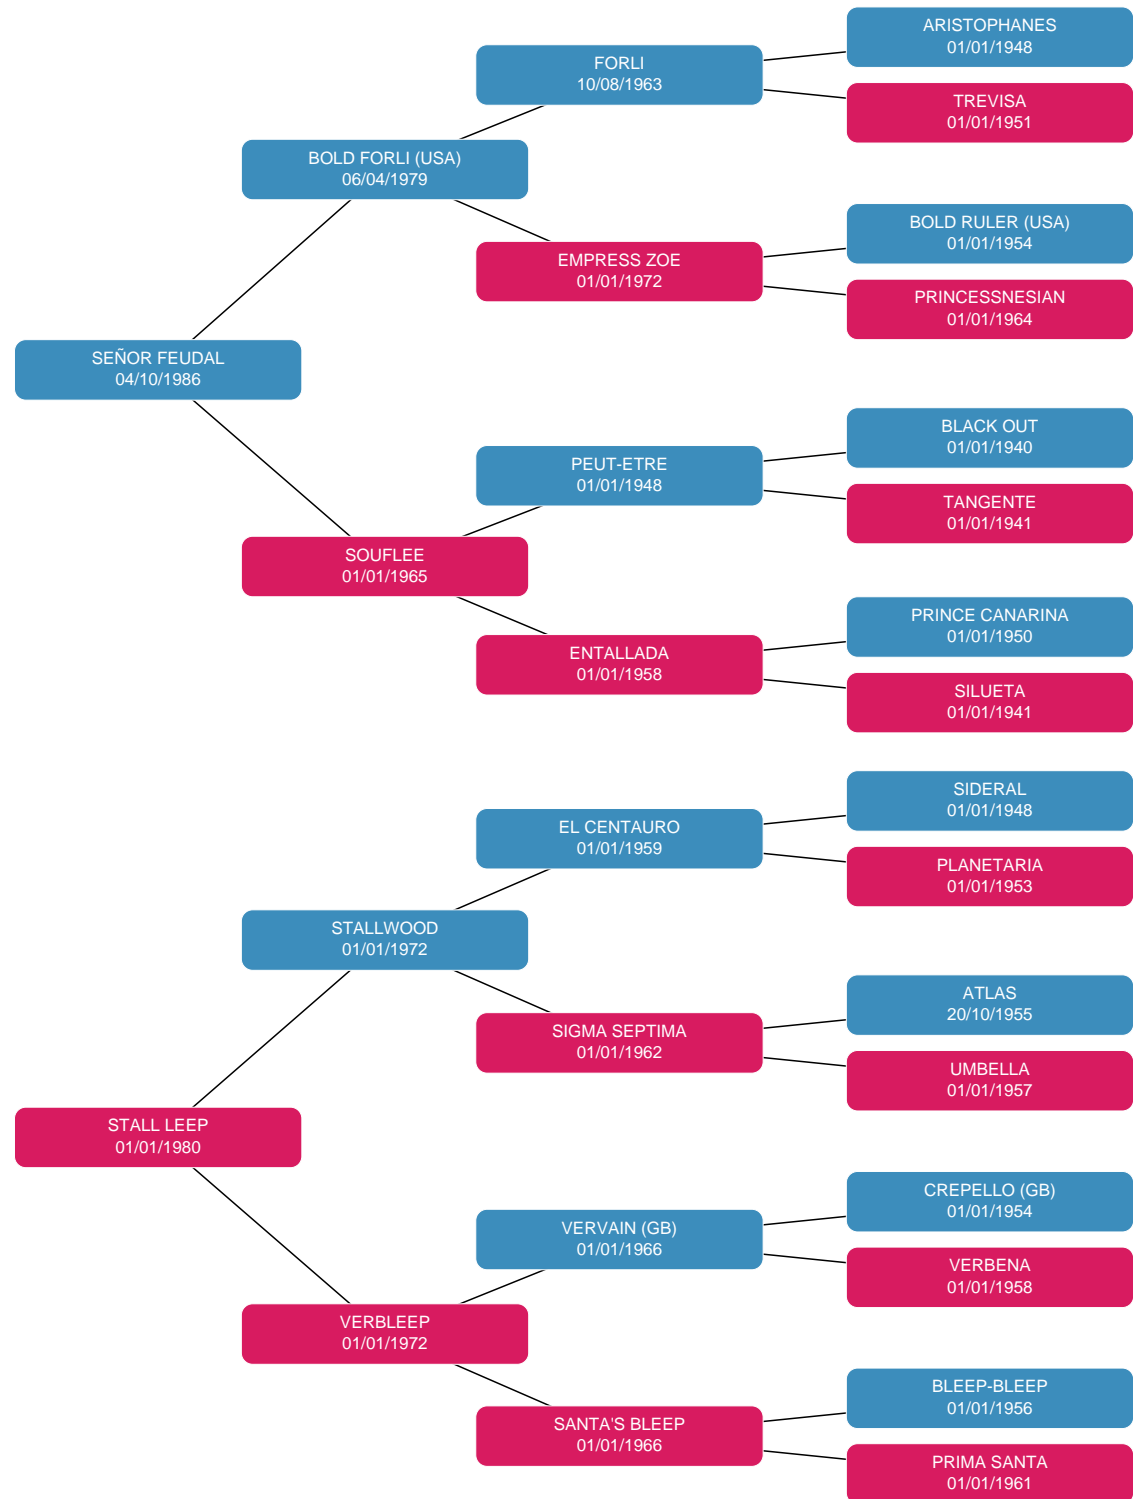 ARISTOPHANES
01/01/1948
FORLI
10/08/1963
TREVISA
01/01/1951
BOLD FORLI (USA)
06/04/1979
BOLD RULER (USA)
01/01/1954
EMPRESS ZOE
01/01/1972
PRINCESSNESIAN
01/01/1964
SEÑOR FEUDAL
04/10/1986
BLACK OUT
01/01/1940
PEUT-ETRE
01/01/1948
TANGENTE
01/01/1941
SOUFLEE
01/01/1965
PRINCE CANARINA
01/01/1950
ENTALLADA
01/01/1958
SILUETA
01/01/1941
SIDERAL
01/01/1948
EL CENTAURO
01/01/1959
PLANETARIA
01/01/1953
STALLWOOD
01/01/1972
ATLAS
20/10/1955
SIGMA SEPTIMA
01/01/1962
UMBELLA
01/01/1957
STALL LEEP
01/01/1980
CREPELLO (GB)
01/01/1954
VERVAIN (GB)
01/01/1966
VERBENA
01/01/1958
VERBLEEP
01/01/1972
BLEEP-BLEEP
01/01/1956
SANTA'S BLEEP
01/01/1966
PRIMA SANTA
01/01/1961